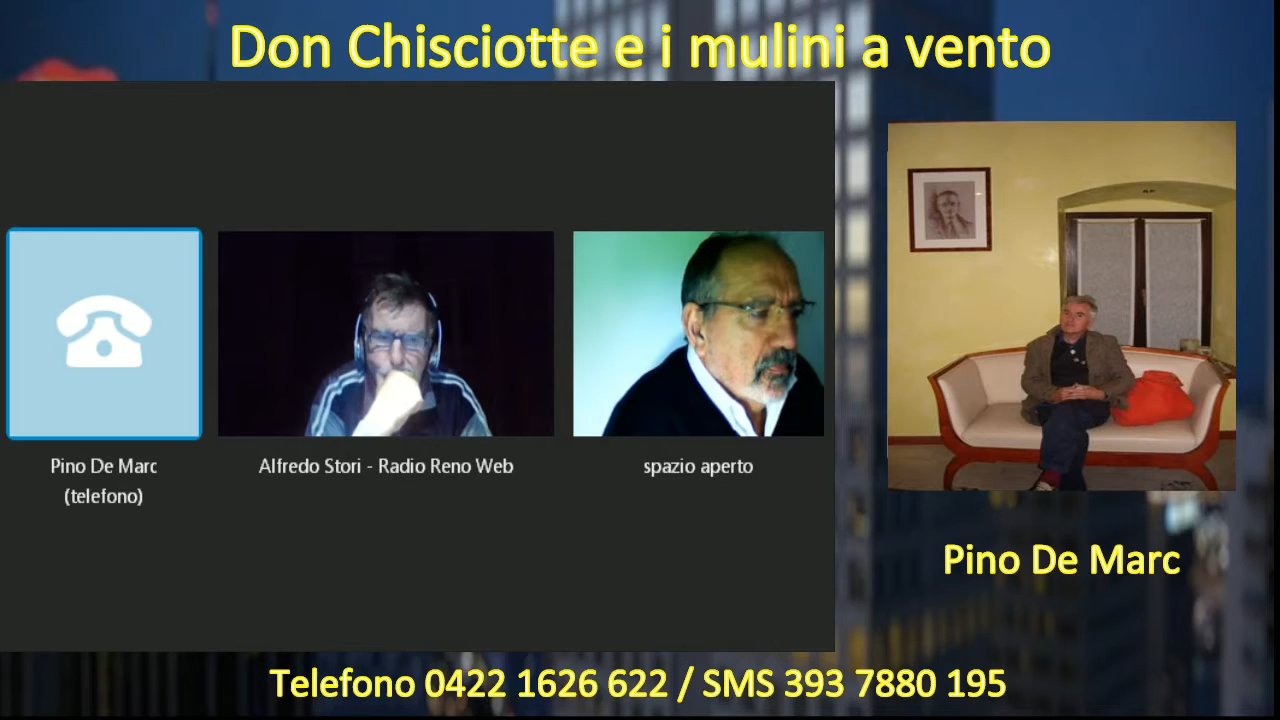 Don Chisciotte e i mulini a vento
Pino De Marc
(telefono)
Alfredo Stori - Radio Reno Web
spazio aperto
Pino De Marc
Telefono 0422 1626 622 / SMS 393 7880 195